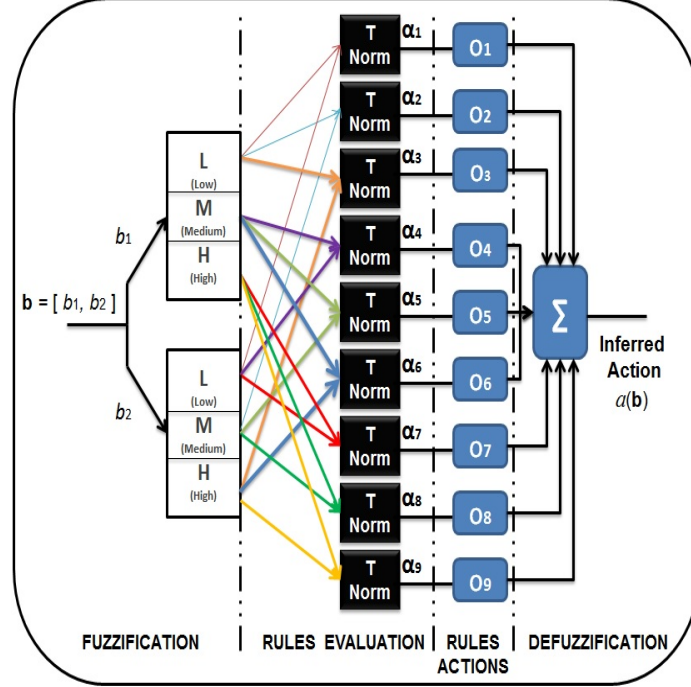 b = [ b1, b2 ]
b1
b2
L
(Low)
M
(Medium)
H
(High)
L
(Low)
M
(Medium)
H
(High)
T
Norm
α1
O1
T
Norm
α2
O2
T
Norm
α3
O3
T
Norm
α4
O4
T
Norm
α5
O5
T
Norm
α6
O6
T
Norm
α7
O7
T
Norm
α8
O8
T
Norm
α9
O9
Σ
Inferred
Action
a(b)
FUZZIFICATION
RULES EVALUATION
RULES
ACTIONS
DEFUZZIFICATION